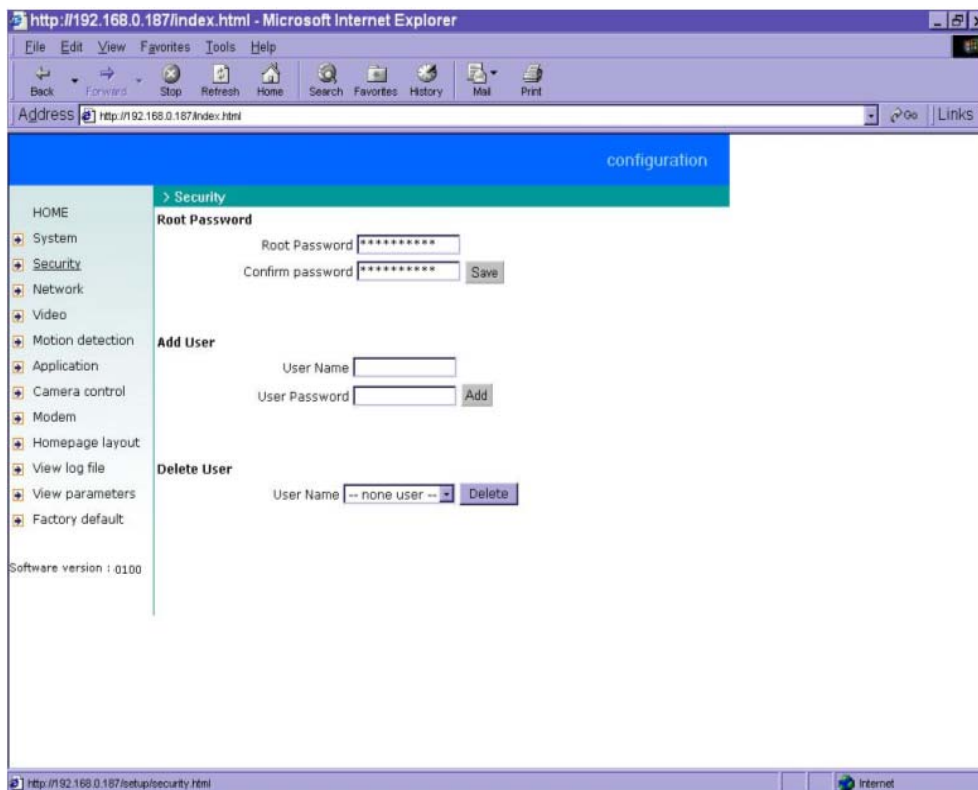 http://192.168.0.187/index.html - Microsoft Internet Explorer
File Edit View Favorites Tools Help
Back Forward Stop Refresh Home Search Favorites History Mail Print
Address http://192.168.0.187/index.html Go Links
configuration
> Security
HOME
System
Security
Network
Video
Motion detection
Application
Camera control
Modem
Homepage layout
View log file
View parameters
Factory default
Software version : 0100
Root Password
Root Password **********
Confirm password ********** Save
Add User
User Name
User Password Add
Delete User
User Name -- none user -- Delete
http://192.168.0.187/setup/security.html Internet